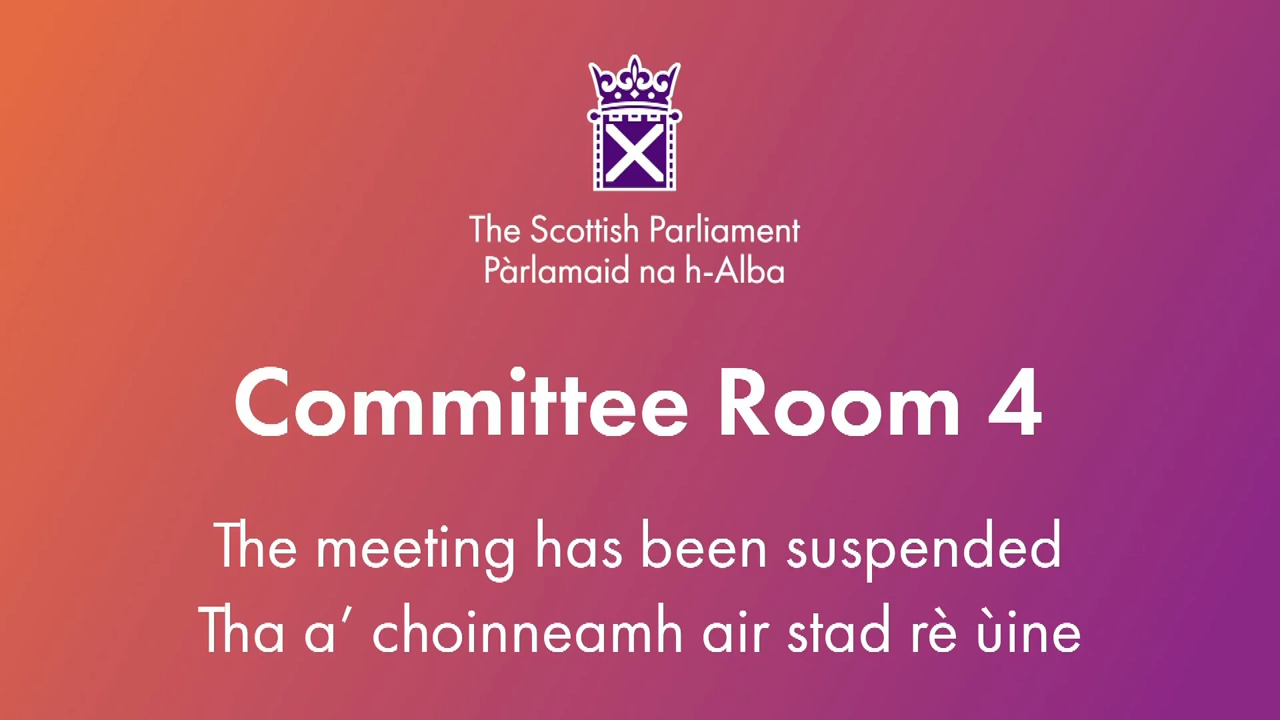 The Scottish Parliament
Pàrlamaid na h-Alba
Committee Room 4
The meeting has been suspended
Tha a’ choinneamh air stad rè ùine